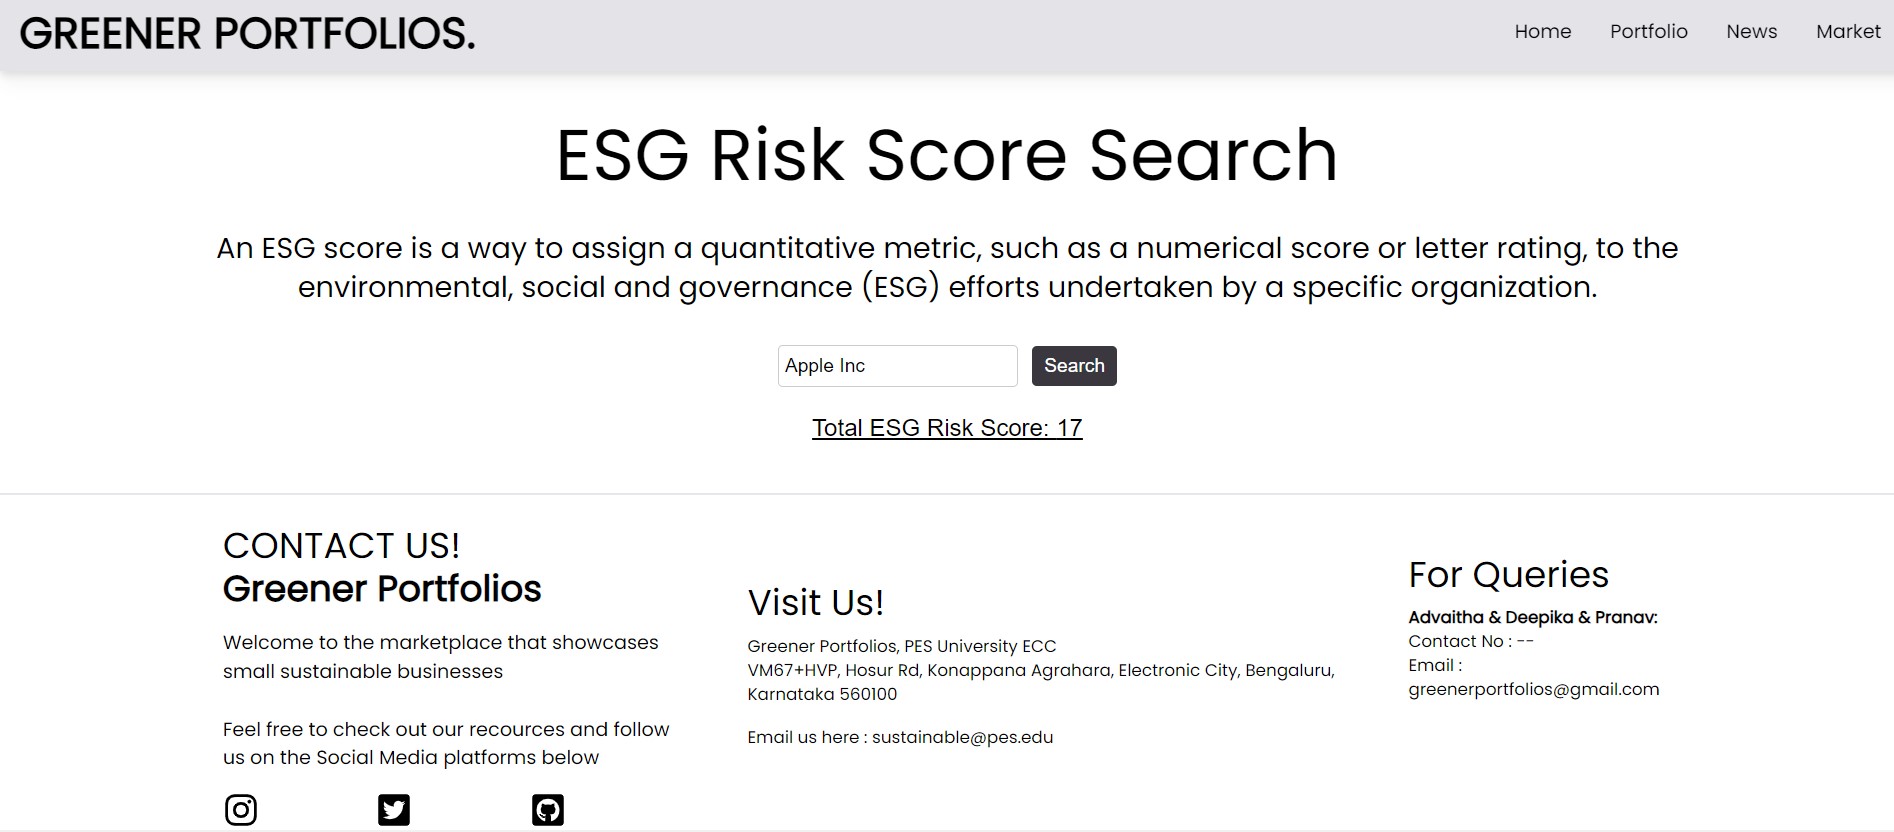 GREENER PORTFOLIOS.
Home
Portfolio
News
Market
ESG Risk Score Search
An ESG score is a way to assign a quantitative metric, such as a numerical score or letter rating, to the
environmental, social and governance (ESG) efforts undertaken by a specific organization.
Apple Inc
Search
Total ESG Risk Score: 17
CONTACT US!
Greener Portfolios
Welcome to the marketplace that showcases
small sustainable businesses
Feel free to check out our recources and follow
us on the Social Media platforms below
Visit Us!
Greener Portfolios, PES University ECC
VM67+HVP, Hosur Rd, Konappana Agrahara, Electronic City, Bengaluru,
Karnataka 560100
Email us here : sustainable@pes.edu
For Queries
Advaitha & Deepika & Pranav:
Contact No : --
Email :
greenerportfolios@gmail.com